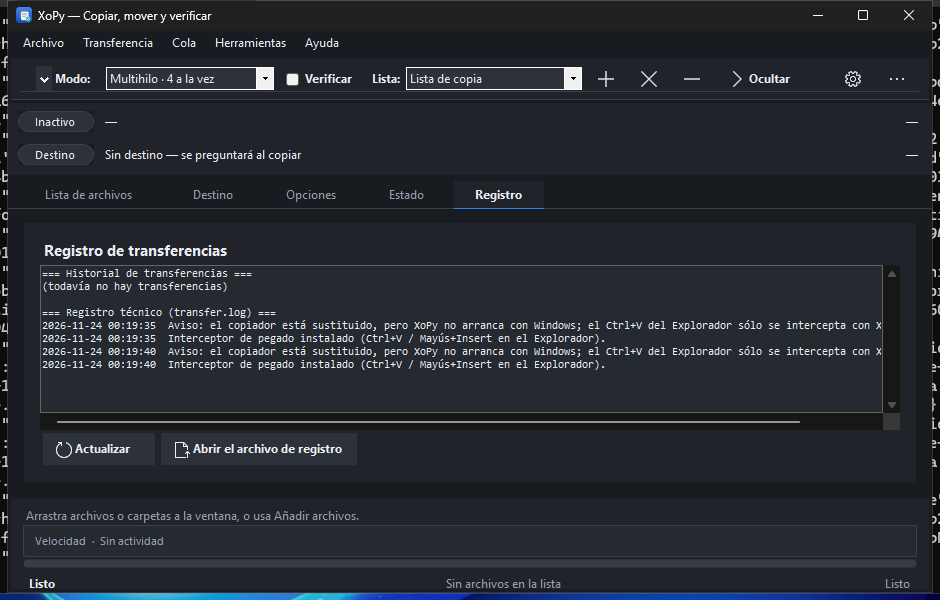 XoPy — Copiar, mover y verificar
Archivo Transferencia Cola Herramientas Ayuda
Modo: Multihilo · 4 a la vez Verificar Lista: Lista de copia Ocultar
Inactivo —
Destino Sin destino — se preguntará al copiar —
Lista de archivos Destino Opciones Estado Registro
Registro de transferencias
=== Historial de transferencias ===
(todavía no hay transferencias)
=== Registro técnico (transfer.log) ===
2026-11-24 00:19:35 Aviso: el copiador está sustituido, pero XoPy no arranca con Windows; el Ctrl+V del Explorador sólo se intercepta con X
2026-11-24 00:19:35 Interceptor de pegado instalado (Ctrl+V / Mayús+Insert en el Explorador).
2026-11-24 00:19:40 Aviso: el copiador está sustituido, pero XoPy no arranca con Windows; el Ctrl+V del Explorador sólo se intercepta con X
2026-11-24 00:19:40 Interceptor de pegado instalado (Ctrl+V / Mayús+Insert en el Explorador).
Actualizar Abrir el archivo de registro
Arrastra archivos o carpetas a la ventana, o usa Añadir archivos.
Velocidad · Sin actividad
Listo Sin archivos en la lista Listo